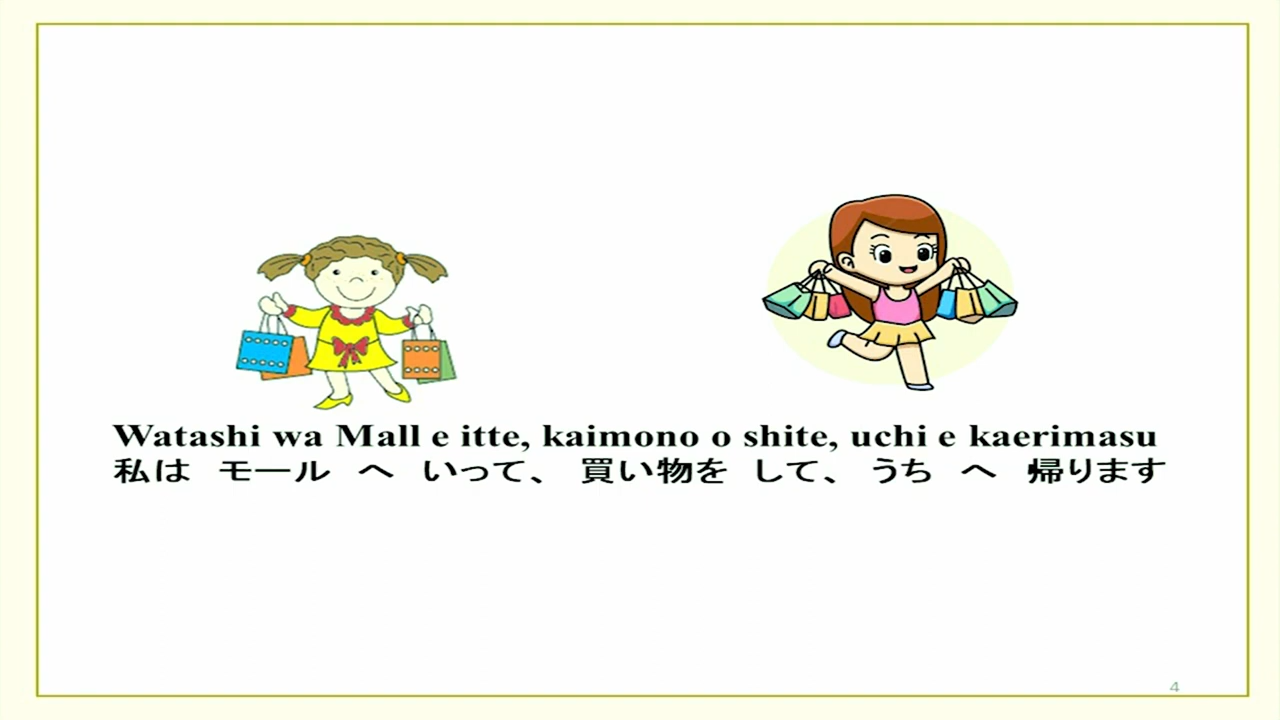 Watashi wa Mall e itte, kaimono o shite, uchi e kaerimasu
私は　モール　へ　いって、　買い物を　して、　うち　へ　帰ります
4